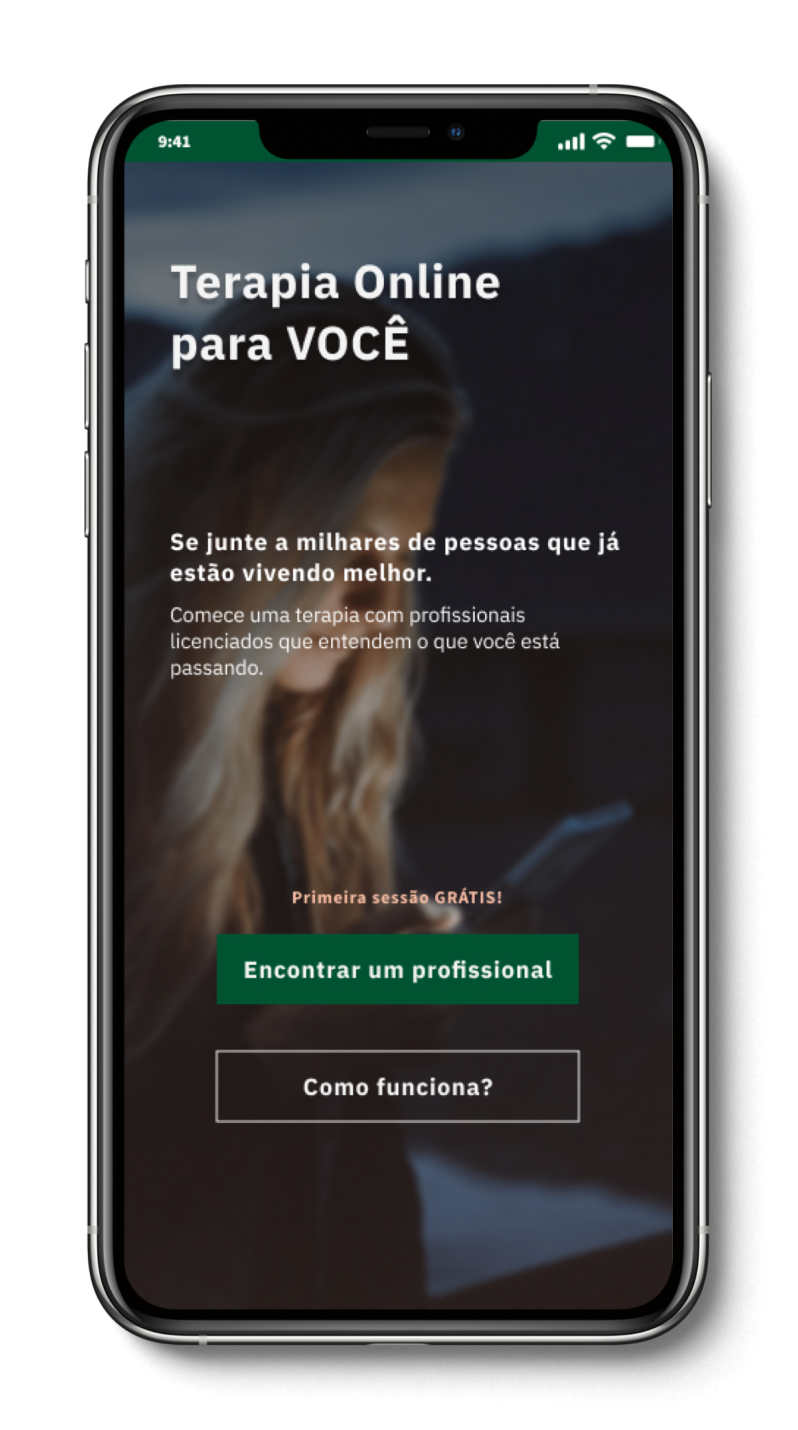 9:41
Terapia Online
para VOCÊ
Se junte a milhares de pessoas que já
estão vivendo melhor.
Comece uma terapia com profissionais
licenciados que entendem o que você está
passando.
Primeira sessão GRÁTIS!
Encontrar um profissional
Como funciona?